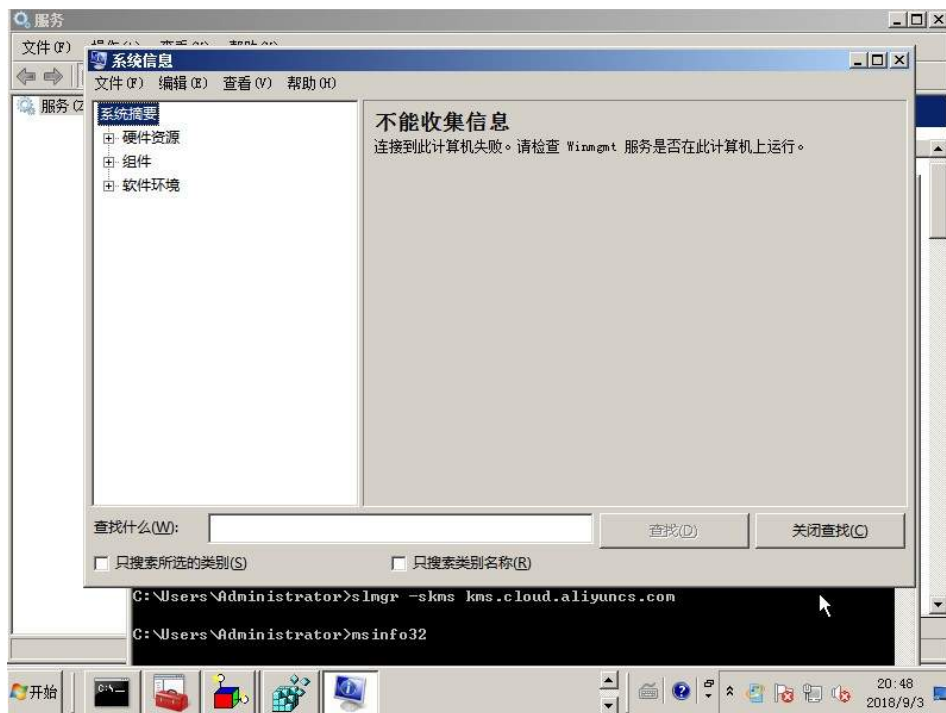 服务
文件(F)
系统信息
文件(F) 编辑(E) 查看(V) 帮助(H)
服务
系统摘要
硬件资源
组件
软件环境
不能收集信息
连接到此计算机失败。请检查 Winmgmt 服务是否在此计算机上运行。
查找什么(W):
查找(D)
关闭查找(C)
只搜索所选的类别(S)
只搜索类别名称(R)
C:\Users\Administrator>slmgr -skms kms.cloud.aliyuncs.com
C:\Users\Administrator>msinfo32
开始
C:\_
20:48
2018/9/3